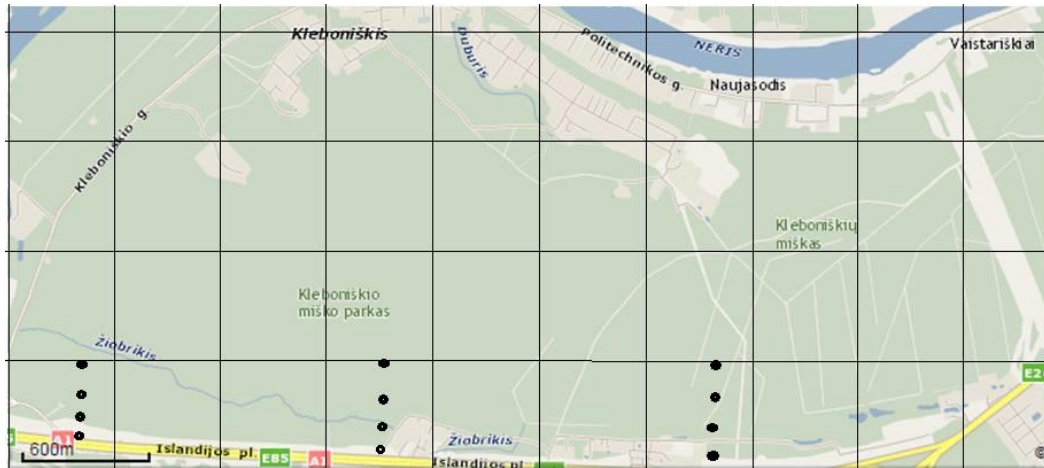 Kleboniškis
Duburis
Politechnikos g.
NERIS
Vaistariškiai
Naujasodis
Kleboniškio g.
Kleboniškių
miškas
Kleboniškio
miško parkas
Žiobrikis
A1
600m
Islandijos pl.
E85
A1
Žiobrikis
Islandijos pl.